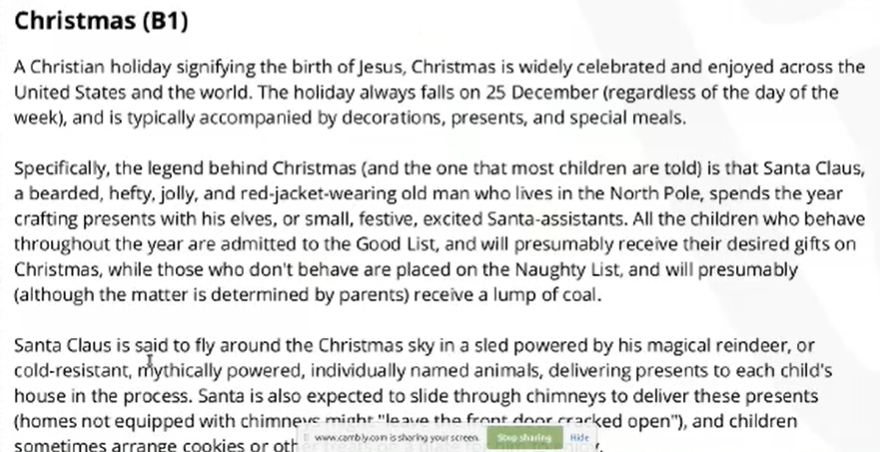 Christmas (B1)
A Christian holiday signifying the birth of Jesus, Christmas is widely celebrated and enjoyed across the
United States and the world. The holiday always falls on 25 December (regardless of the day of the
week), and is typically accompanied by decorations, presents, and special meals.
Specifically, the legend behind Christmas (and the one that most children are told) is that Santa Claus,
a bearded, hefty, jolly, and red-jacket-wearing old man who lives in the North Pole, spends the year
crafting presents with his elves, or small, festive, excited Santa-assistants. All the children who behave
throughout the year are admitted to the Good List, and will presumably receive their desired gifts on
Christmas, while those who don't behave are placed on the Naughty List, and will presumably
(although the matter is determined by parents) receive a lump of coal.
Santa Claus is said to fly around the Christmas sky in a sled powered by his magical reindeer, or
cold-resistant, mythically powered, individually named animals, delivering presents to each child's
house in the process. Santa is also expected to slide through chimneys to deliver these presents
(homes not equipped with chimneys might "leave the front door cracked open"), and children
sometimes arrange cookies or
www.cambly.com is sharing your screen. Stop sharing Hide